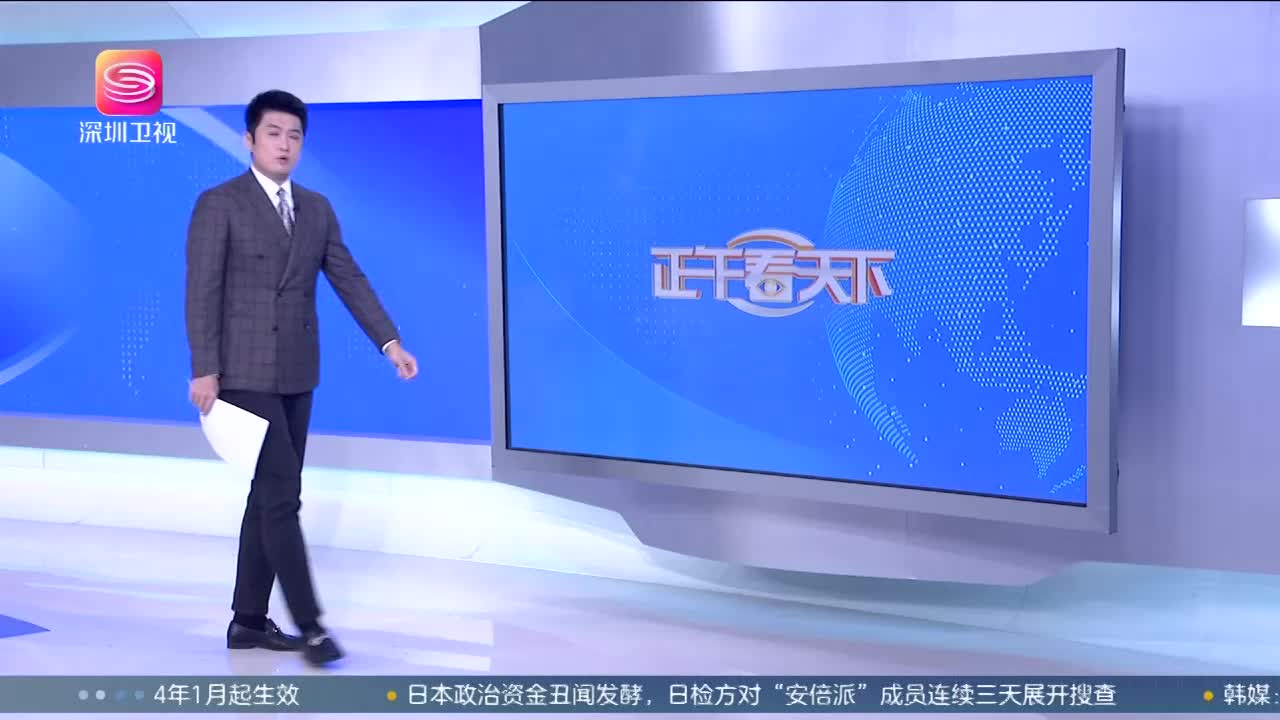 深圳卫视
正午看天下
4年1月起生效
日本政治资金丑闻发酵，日检方对“安倍派”成员连续三天展开搜查
韩媒：